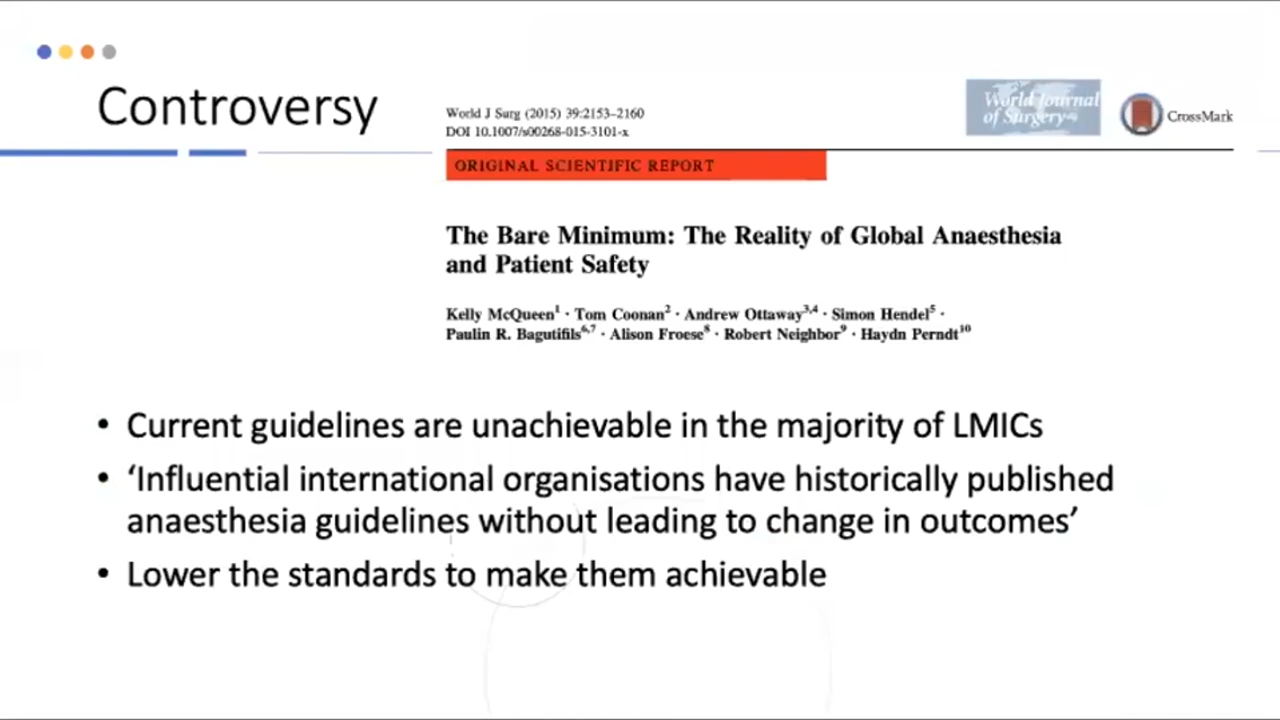 Controversy
World J Surg (2015) 39:2153–2160
DOI 10.1007/s00268-015-3101-x
World Journal
of Surgery
CrossMark
ORIGINAL SCIENTIFIC REPORT
The Bare Minimum: The Reality of Global Anaesthesia
and Patient Safety
Kelly McQueen¹ · Tom Coonan² · Andrew Ottaway³,⁴ · Simon Hendel⁵ ·
Paulin R. Bagutifils⁶,⁷ · Alison Froese⁸ · Robert Neighbor⁹ · Haydn Perndt¹⁰
• Current guidelines are unachievable in the majority of LMICs
• ‘Influential international organisations have historically published
anaesthesia guidelines without leading to change in outcomes’
• Lower the standards to make them achievable